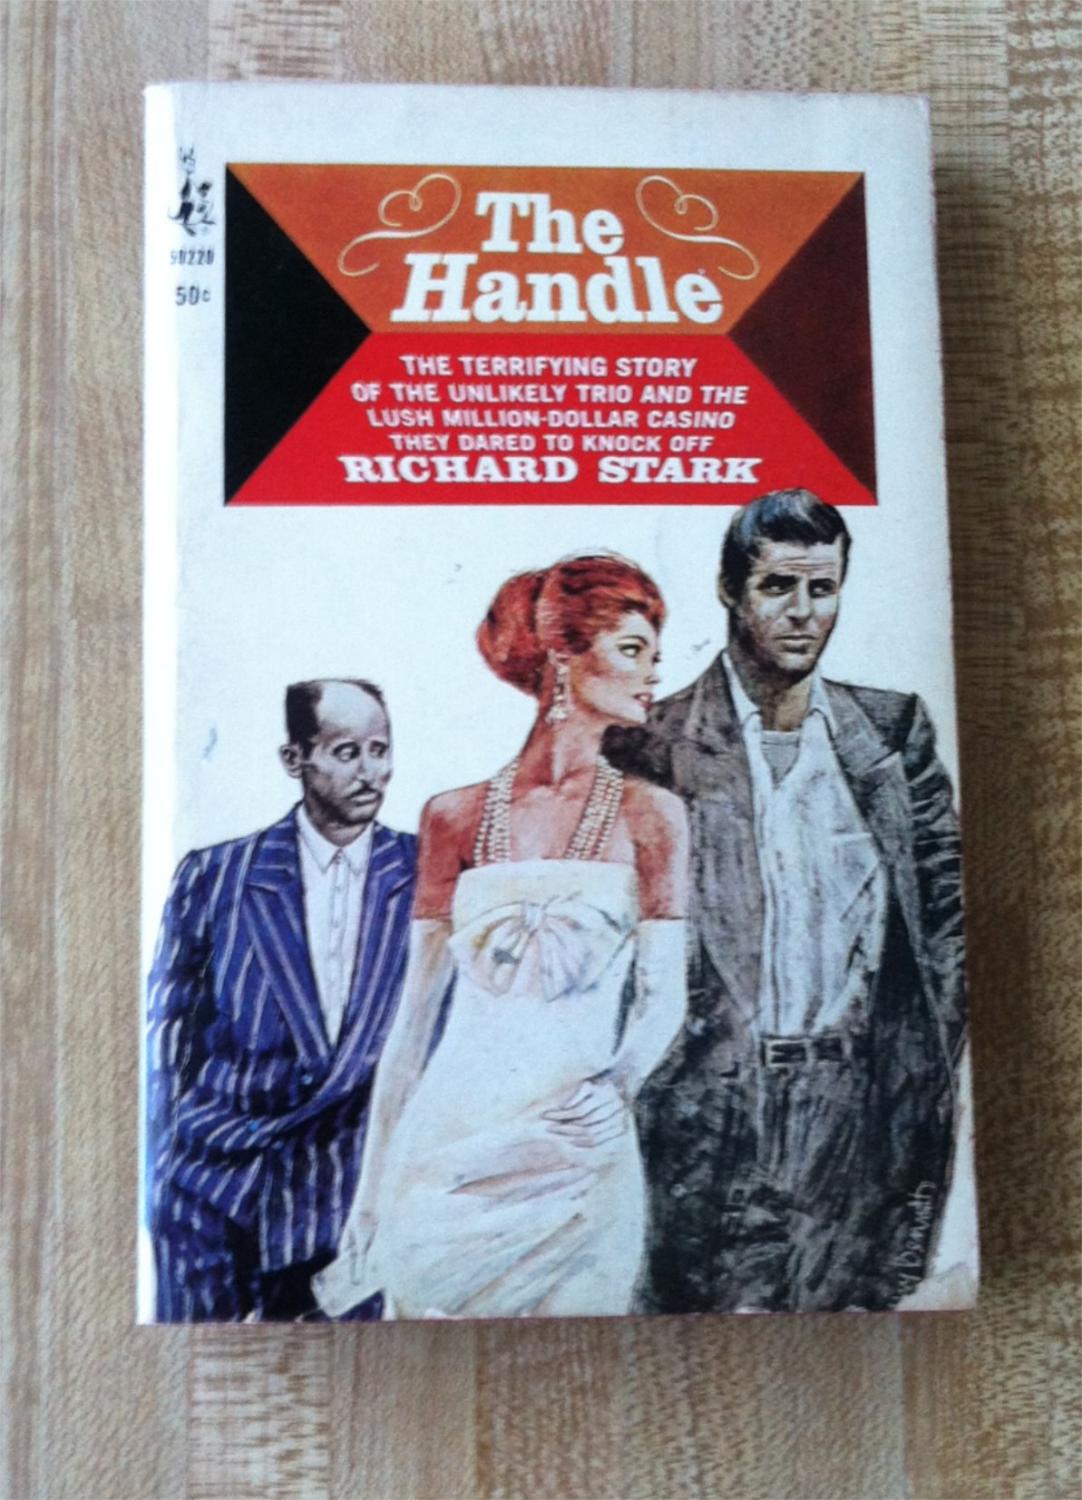 The
Handle
90220
50¢
THE TERRIFYING STORY
OF THE UNLIKELY TRIO AND THE
LUSH MILLION-DOLLAR CASINO
THEY DARED TO KNOCK OFF
RICHARD STARK